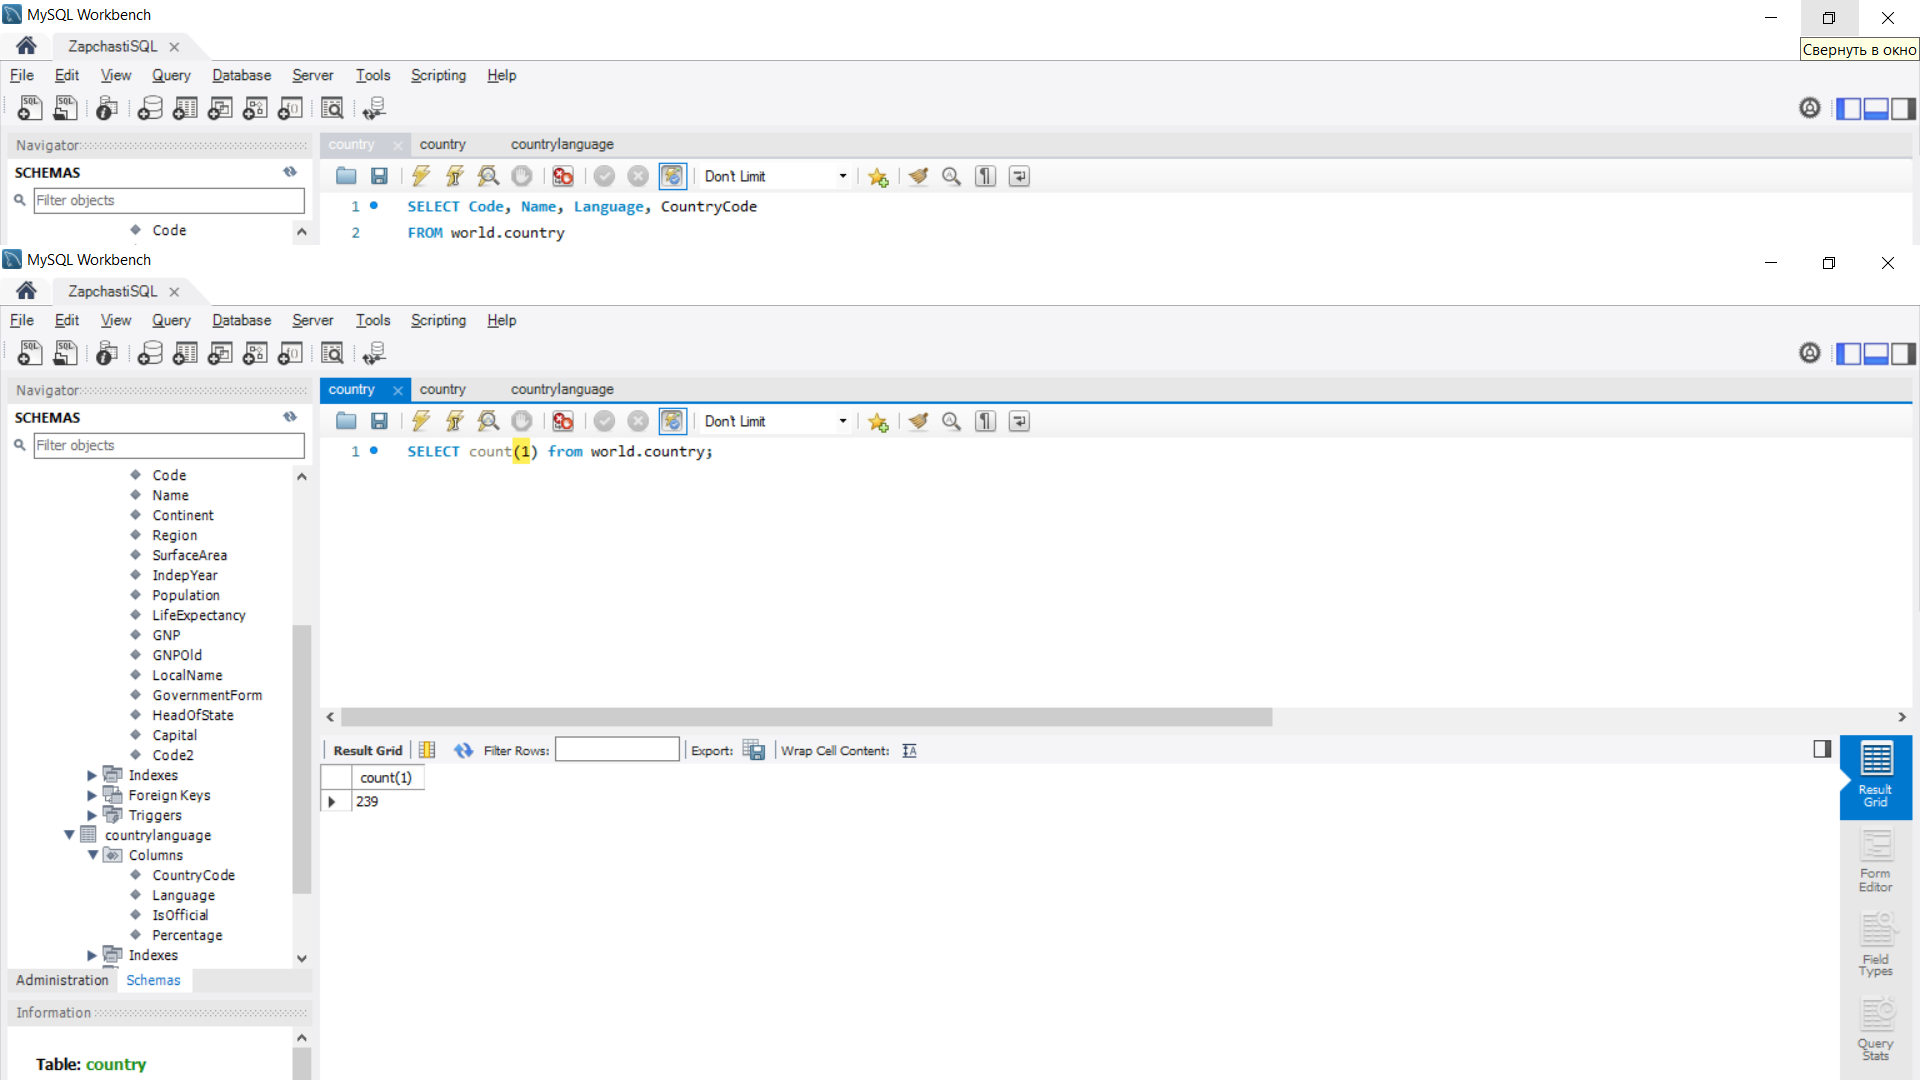 MySQL Workbench
ZapchastiSQL
Свернуть в окно
File Edit View Query Database Server Tools Scripting Help
Navigator
country country countrylanguage
SCHEMAS
Don't Limit
Filter objects
1 SELECT Code, Name, Language, CountryCode
Code
2 FROM world.country
MySQL Workbench
ZapchastiSQL
File Edit View Query Database Server Tools Scripting Help
Navigator
country country countrylanguage
SCHEMAS
Don't Limit
Filter objects
1 SELECT count(1) from world.country;
Code
Name
Continent
Region
SurfaceArea
IndepYear
Population
LifeExpectancy
GNP
GNPOld
LocalName
GovernmentForm
HeadOfState
Capital
Code2
Indexes
Foreign Keys
Triggers
countrylanguage
Columns
CountryCode
Language
IsOfficial
Percentage
Indexes
Administration Schemas
Information
Table: country
Result Grid Filter Rows: Export: Wrap Cell Content:
count(1)
239
Result
Grid
Form
Editor
Field
Types
Query
Stats